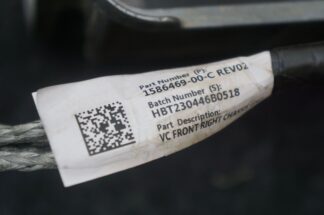 Part Number (P):
1586469-00-C REV02
Batch Number (S):
HBT230446B0518
Part Description:
VC FRONT RIGHT